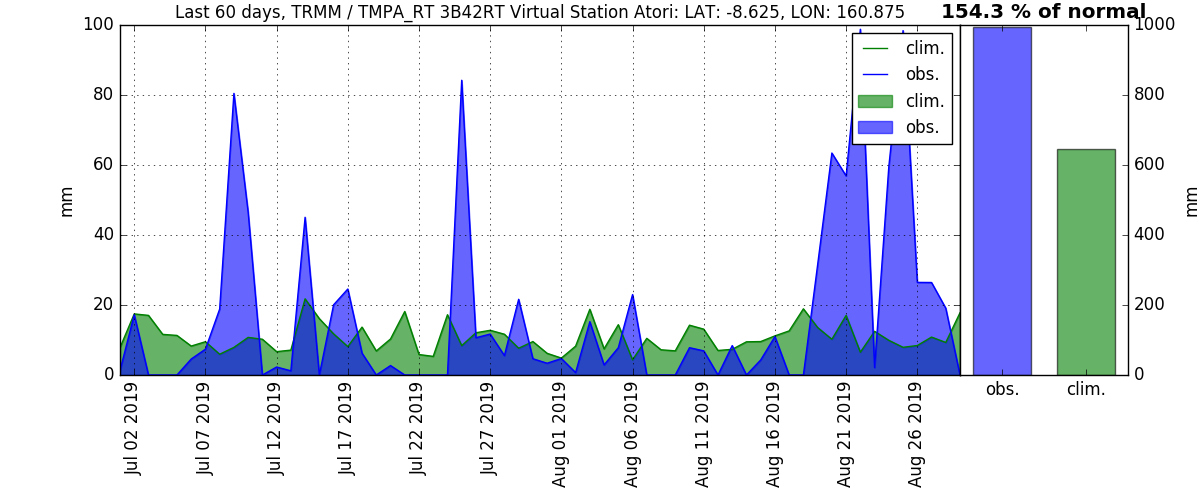 Last 60 days, TRMM / TMPA_RT 3B42RT Virtual Station Atori: LAT: -8.625, LON: 160.875
154.3 % of normal
100
80
60
40
20
0
mm
clim.
obs.
clim.
obs.
1000
800
600
400
200
0
mm
obs.
clim.
Jul 02 2019
Jul 07 2019
Jul 12 2019
Jul 17 2019
Jul 22 2019
Jul 27 2019
Aug 01 2019
Aug 06 2019
Aug 11 2019
Aug 16 2019
Aug 21 2019
Aug 26 2019